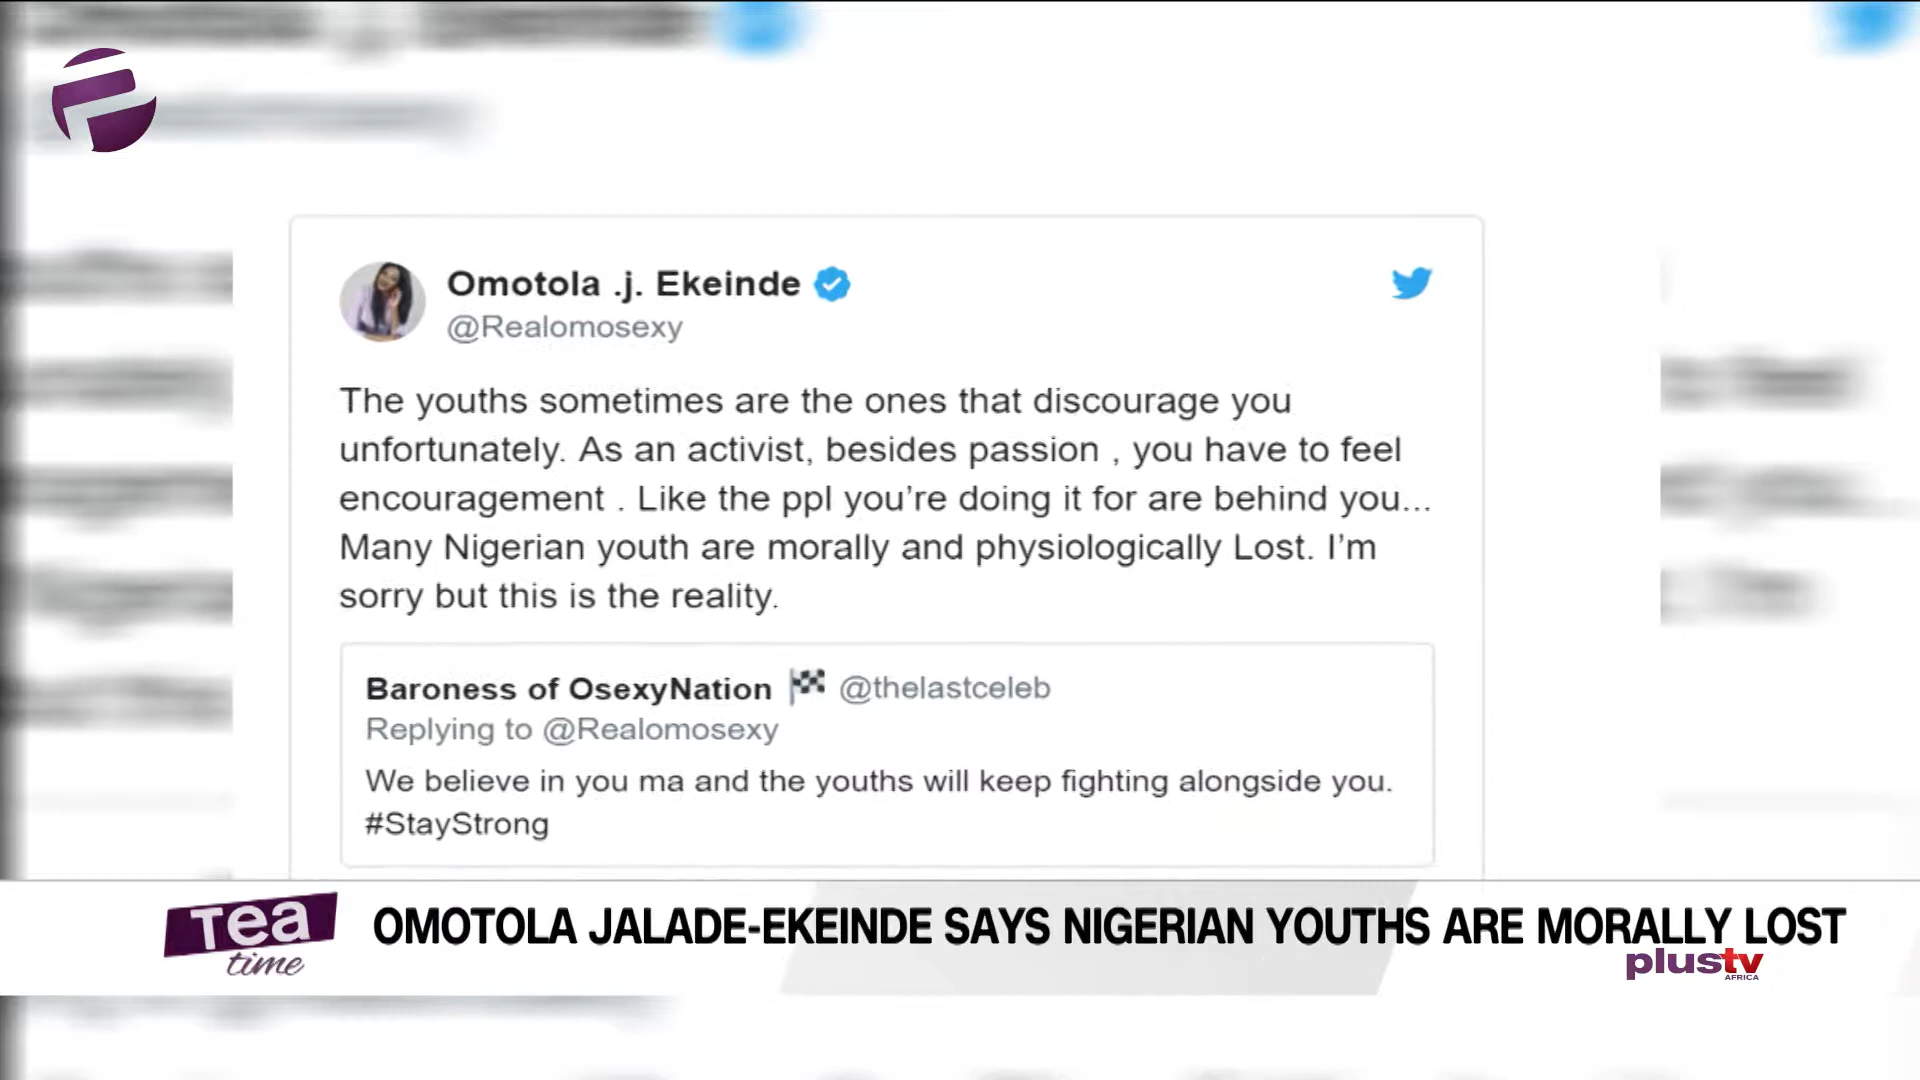 Omotola .j. Ekeinde
@Realomosexy
The youths sometimes are the ones that discourage you
unfortunately. As an activist, besides passion , you have to feel
encouragement . Like the ppl you’re doing it for are behind you...
Many Nigerian youth are morally and physiologically Lost. I’m
sorry but this is the reality.
Baroness of OsexyNation 🏁 @thelastceleb
Replying to @Realomosexy
We believe in you ma and the youths will keep fighting alongside you.
#StayStrong
Tea
time
OMOTOLA JALADE-EKEINDE SAYS NIGERIAN YOUTHS ARE MORALLY LOST
plustv
AFRICA